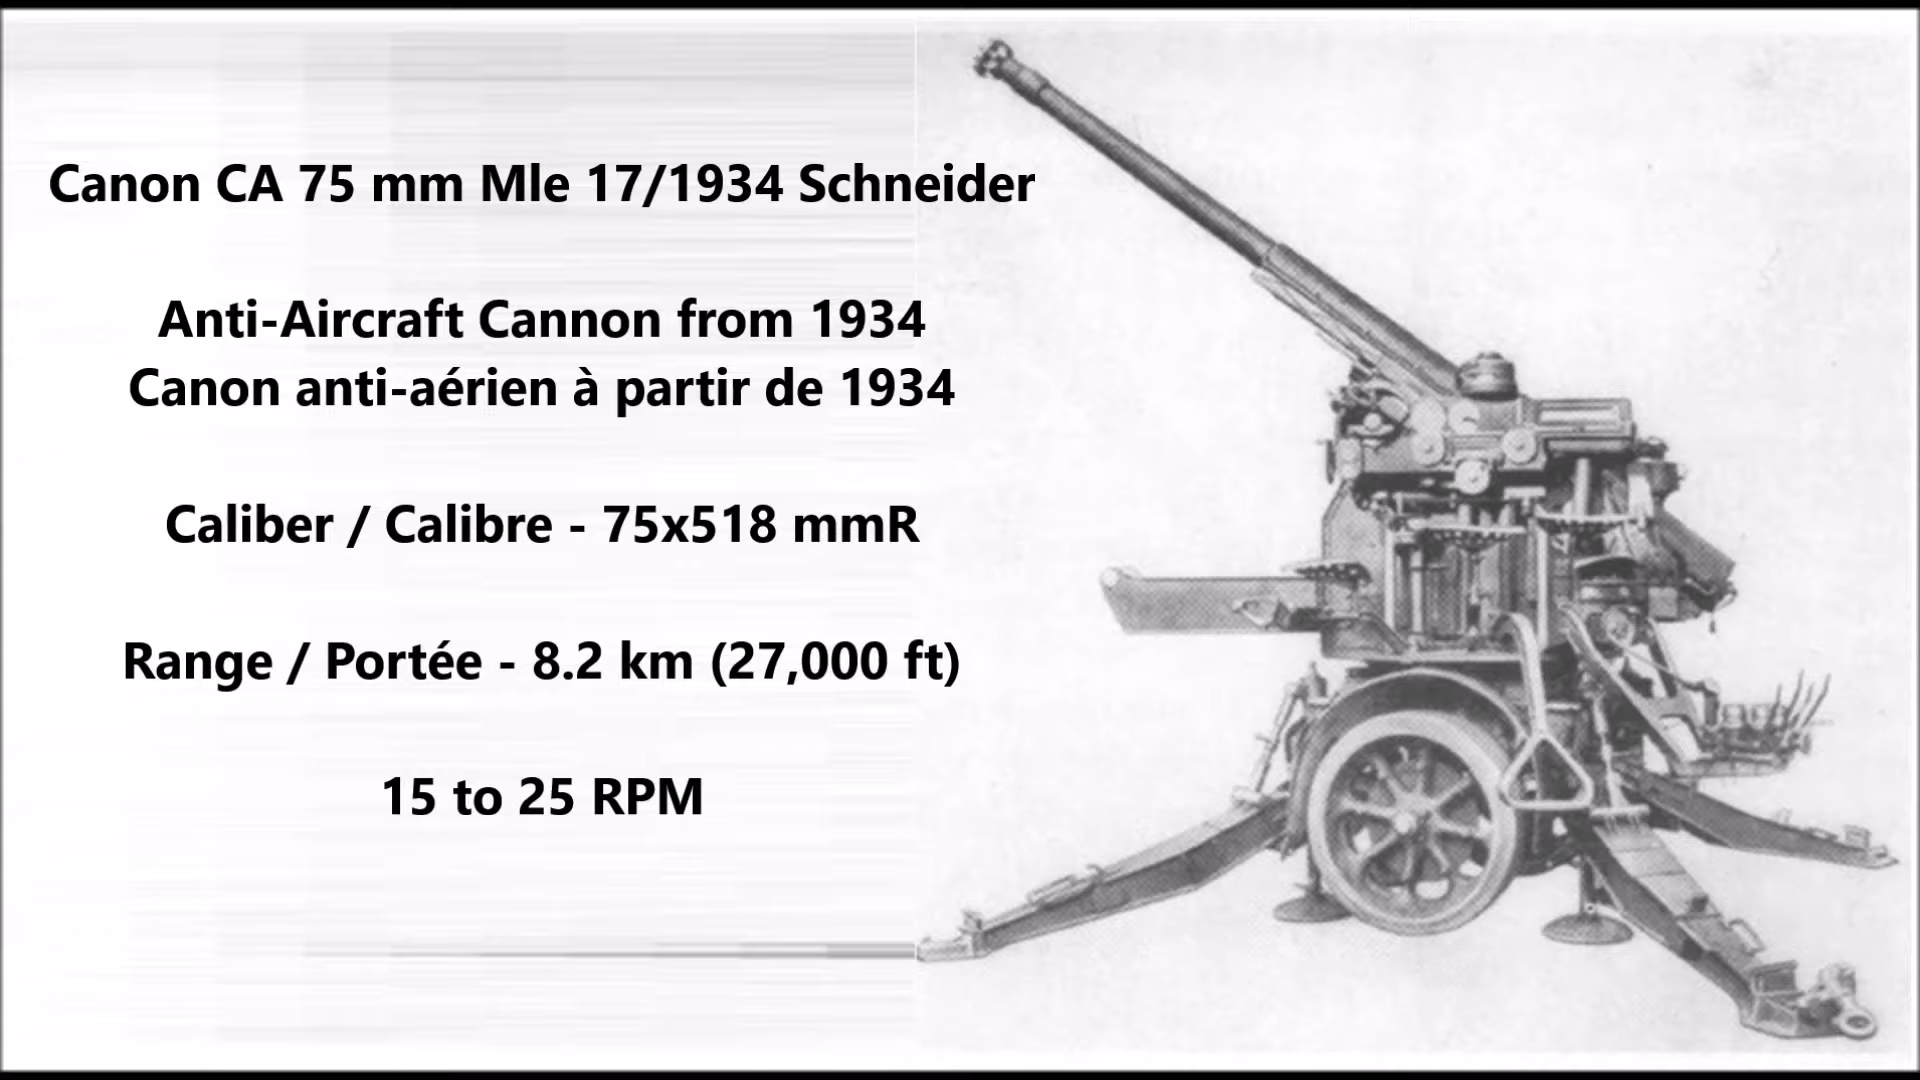 Canon CA 75 mm Mle 17/1934 Schneider
Anti-Aircraft Cannon from 1934
Canon anti-aérien à partir de 1934
Caliber / Calibre - 75x518 mmR
Range / Portée - 8.2 km (27,000 ft)
15 to 25 RPM